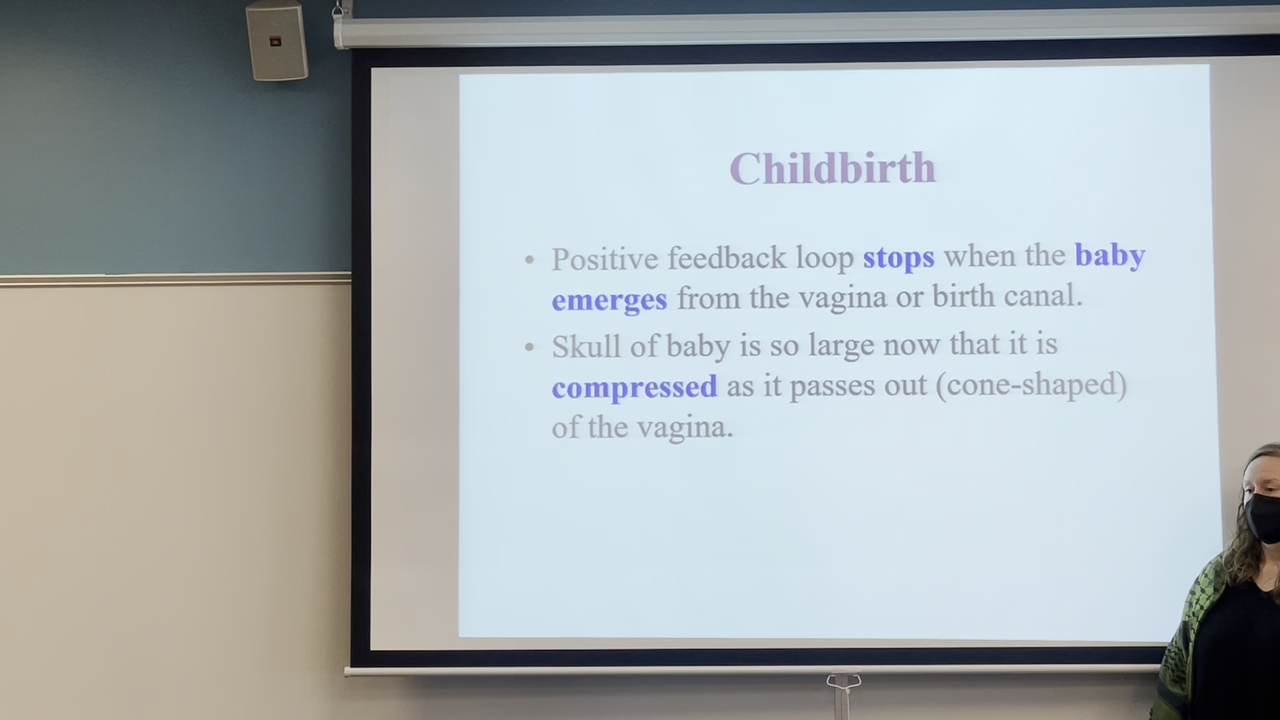 Childbirth
• Positive feedback loop stops when the baby
emerges from the vagina or birth canal.
• Skull of baby is so large now that it is
compressed as it passes out (cone-shaped)
of the vagina.